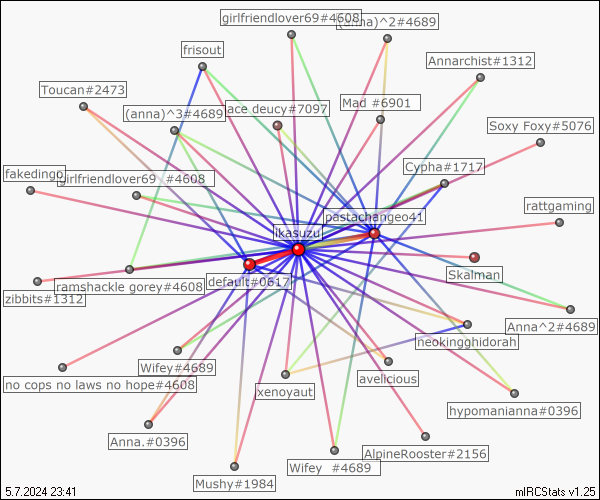 girlfriendlover69#4608
(anna)^2#4689
frisout
Annarchist#1312
Toucan#2473
(anna)^3#4689
ace deucy#7097
Mad #6901
Soxy Foxy#5076
fakedingo
girlfriendlover69 #4608
Cypha#1717
rattgaming
pastachangeo41
ikasuzu
Skalman
default#0617
ramshackle gorey#4608
zibbits#1312
Anna^2#4689
neokingghidorah
Wifey#4689
avelicious
no cops no laws no hope#4608
xenoyaut
hypomanianna#0396
Anna.#0396
AlpineRooster#2156
Wifey #4689
Mushy#1984
5.7.2024 23:41
mIRCStats v1.25